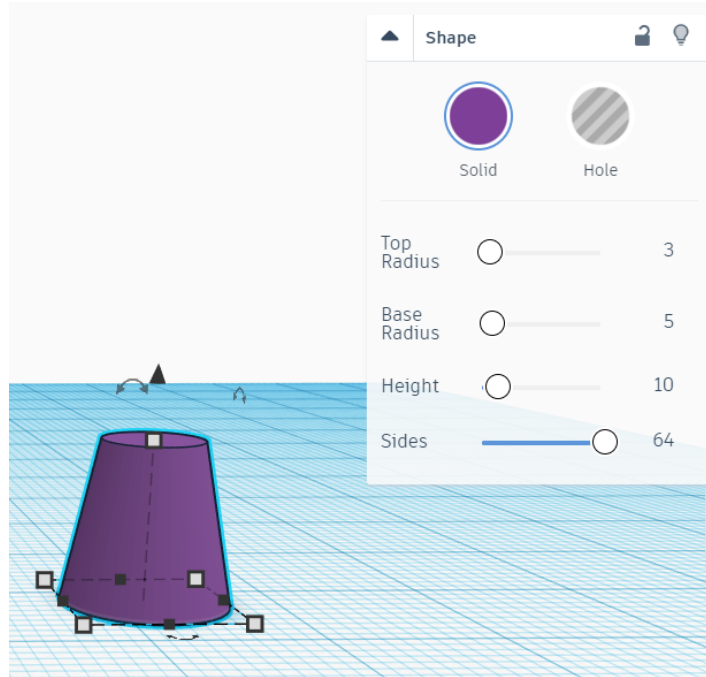 Shape
Solid Hole
Top
Radius 3
Base
Radius 5
Height 10
Sides 64